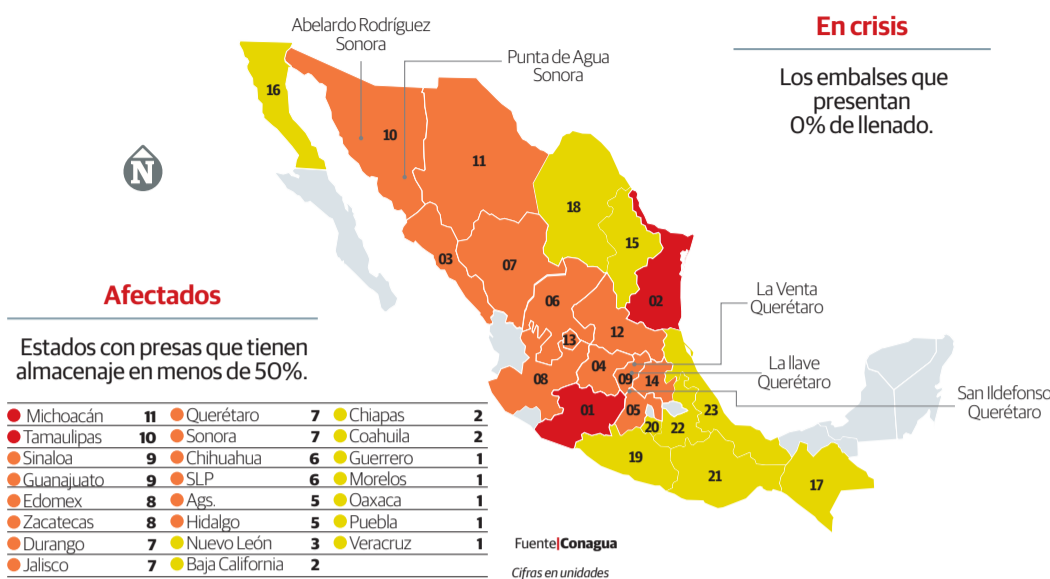 Abelardo Rodríguez
Sonora
Punta de Agua
Sonora
En crisis
Los embalses que
presentan
0% de llenado.
N
16
10
11
18
15
03
07
02
06
13
12
04
09
14
08
01
05
20
22
23
19
21
17
La Venta
Querétaro
La llave
Querétaro
San Ildefonso
Querétaro
Afectados
Estados con presas que tienen
almacenaje en menos de 50%.
Michoacán 11 Querétaro 7 Chiapas 2
Tamaulipas 10 Sonora 7 Coahuila 2
Sinaloa 9 Chihuahua 6 Guerrero 1
Guanajuato 9 SLP 6 Morelos 1
Edomex 8 Ags. 5 Oaxaca 1
Zacatecas 8 Hidalgo 5 Puebla 1
Durango 7 Nuevo León 3 Veracruz 1
Jalisco 7 Baja California 2
Fuente|Conagua
Cifras en unidades